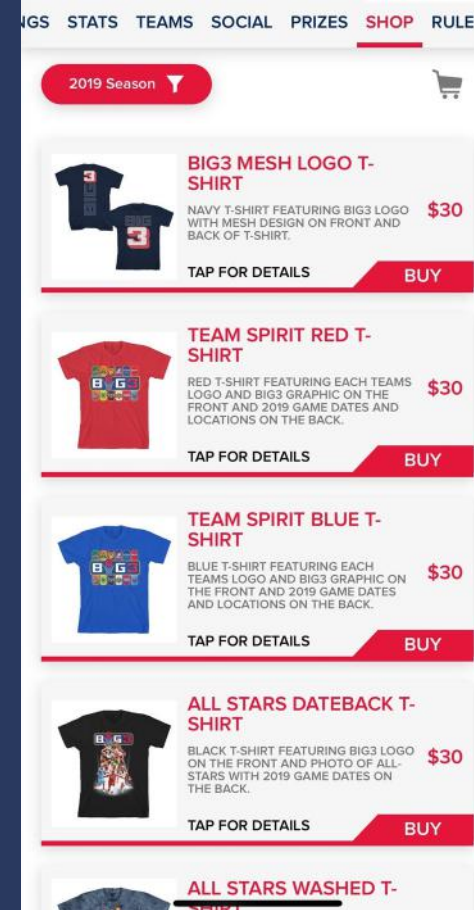 NGS STATS TEAMS SOCIAL PRIZES SHOP RULE
2019 Season
BIG3 MESH LOGO T-
SHIRT
NAVY T-SHIRT FEATURING BIG3 LOGO
WITH MESH DESIGN ON FRONT AND
BACK OF T-SHIRT.
$30
TAP FOR DETAILS
BUY
TEAM SPIRIT RED T-
SHIRT
RED T-SHIRT FEATURING EACH TEAMS
LOGO AND BIG3 GRAPHIC ON THE
FRONT AND 2019 GAME DATES AND
LOCATIONS ON THE BACK.
$30
TAP FOR DETAILS
BUY
TEAM SPIRIT BLUE T-
SHIRT
BLUE T-SHIRT FEATURING EACH
TEAMS LOGO AND BIG3 GRAPHIC ON
THE FRONT AND 2019 GAME DATES
AND LOCATIONS ON THE BACK.
$30
TAP FOR DETAILS
BUY
ALL STARS DATEBACK T-
SHIRT
BLACK T-SHIRT FEATURING BIG3 LOGO
ON THE FRONT AND PHOTO OF ALL-
STARS WITH 2019 GAME DATES ON
THE BACK.
$30
TAP FOR DETAILS
BUY
ALL STARS WASHED T-
SHIRT